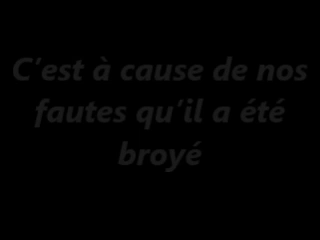 C’est à cause de nos
fautes qu’il a été
broyé